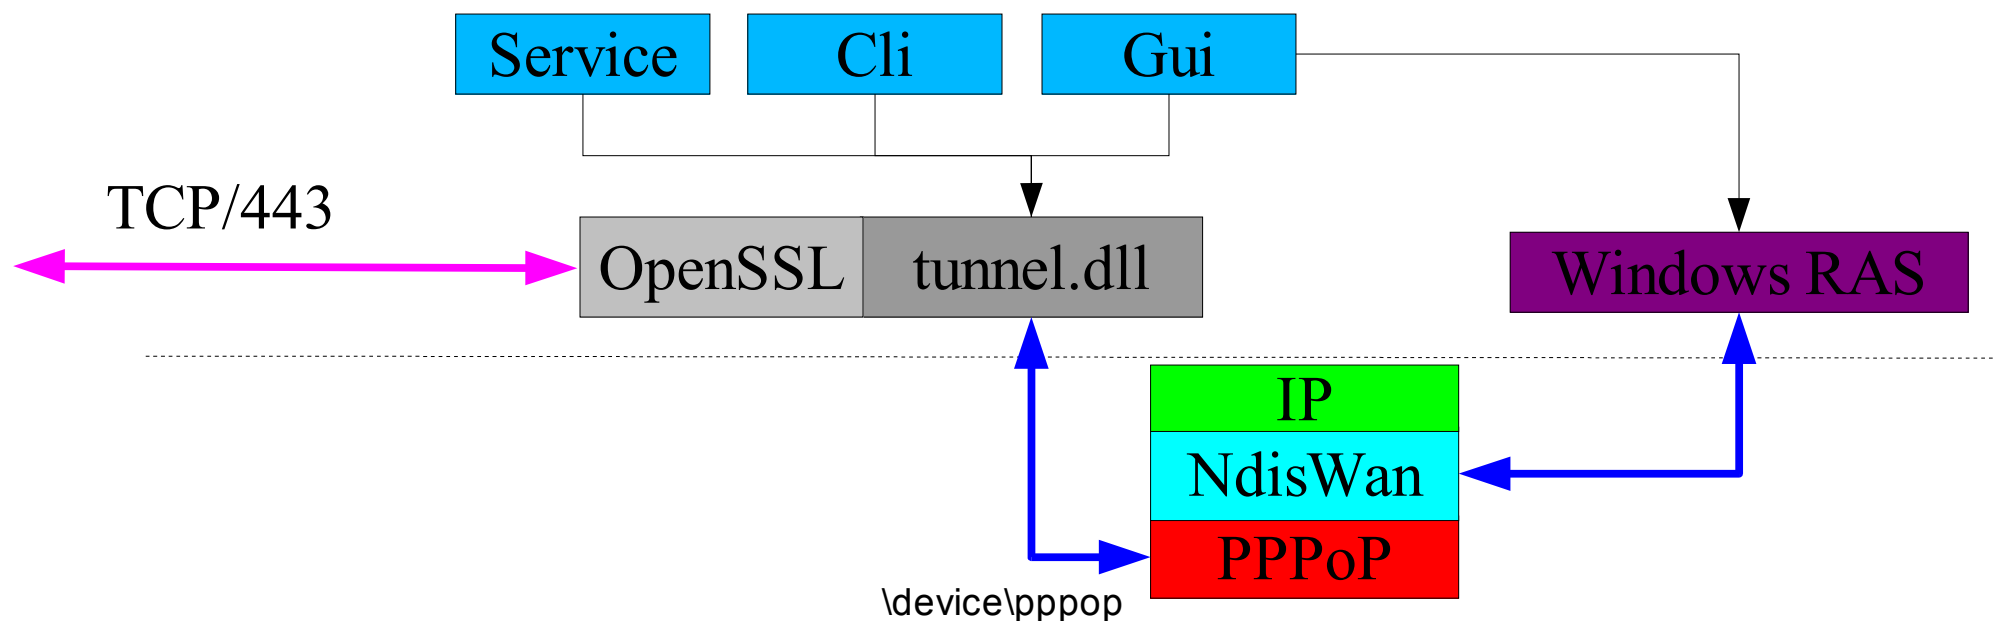 Service
Cli
Gui
TCP/443
OpenSSL
tunnel.dll
Windows RAS
IP
NdisWan
PPPoP
\device\pppop